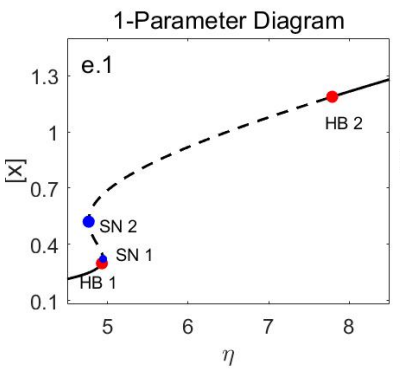 1-Parameter Diagram
e.1
1.3
1
0.7
0.4
0.1
[x]
HB 2
SN 2
SN 1
HB 1
5
6
7
8
η